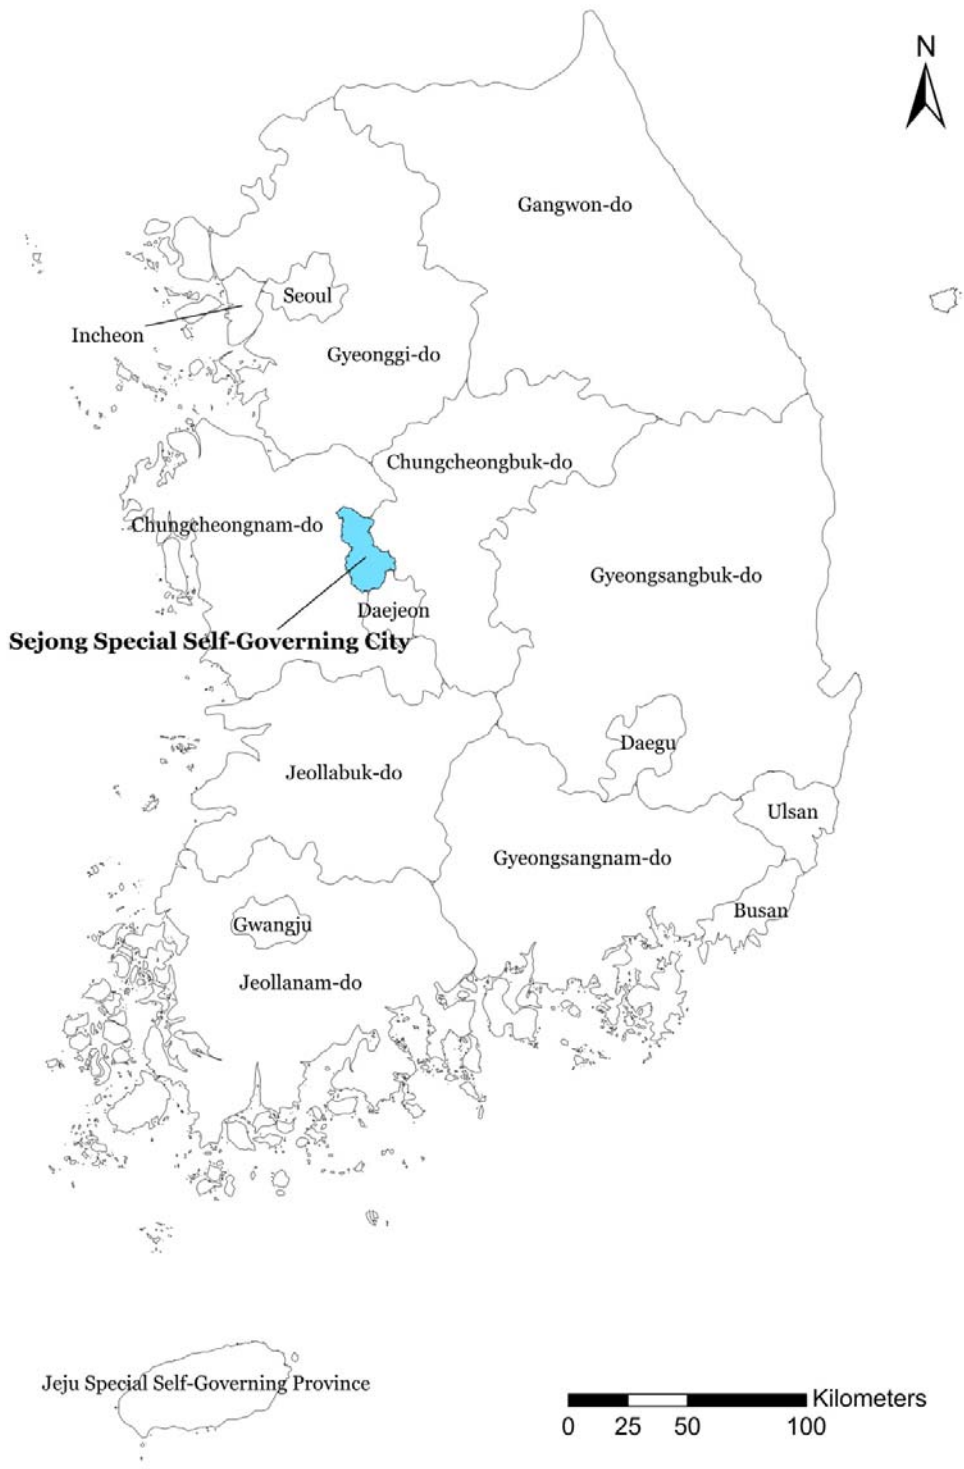 N
Gangwon-do
Seoul
Incheon
Gyeonggi-do
Chungcheongbuk-do
Chungcheongnam-do
Gyeongsangbuk-do
Daejeon
Sejong Special Self-Governing City
Daegu
Jeollabuk-do
Ulsan
Gyeongsangnam-do
Busan
Gwangju
Jeollanam-do
Jeju Special Self-Governing Province
Kilometers
0 25 50 100